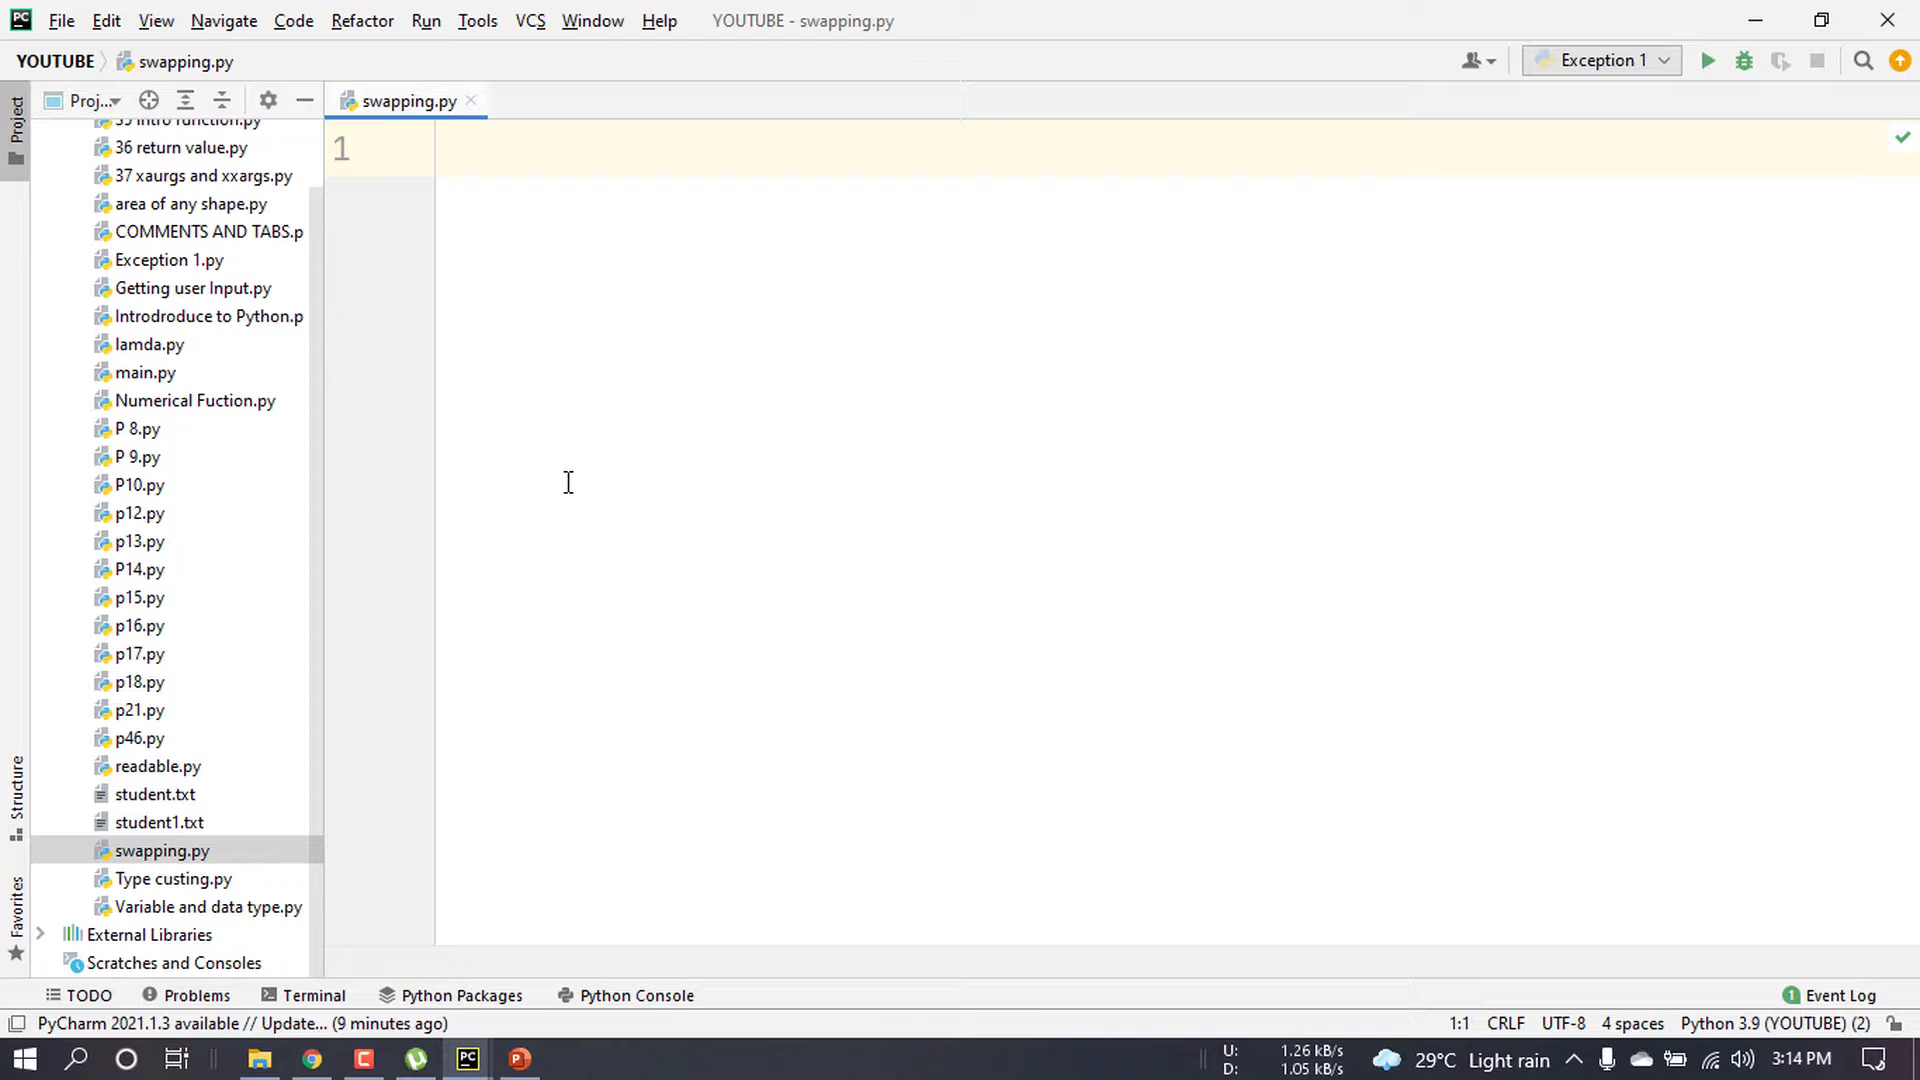 PC File Edit View Navigate Code Refactor Run Tools VCS Window Help YOUTUBE - swapping.py
YOUTUBE swapping.py Exception 1
Project Proj... swapping.py
35 intro function.py
36 return value.py
37 xaurgs and xxargs.py
area of any shape.py
COMMENTS AND TABS.p
Exception 1.py
Getting user Input.py
Introdroduce to Python.p
lamda.py
main.py
Numerical Fuction.py
P 8.py
P 9.py
P10.py
p12.py
p13.py
P14.py
p15.py
p16.py
p17.py
p18.py
p21.py
p46.py
readable.py
student.txt
student1.txt
swapping.py
Type custing.py
Variable and data type.py
External Libraries
Scratches and Consoles
1
Structure
Favorites
TODO Problems Terminal Python Packages Python Console 1 Event Log
PyCharm 2021.1.3 available // Update... (9 minutes ago) 1:1 CRLF UTF-8 4 spaces Python 3.9 (YOUTUBE) (2)
U: 1.26 kB/s
D: 1.05 kB/s
29°C Light rain 3:14 PM